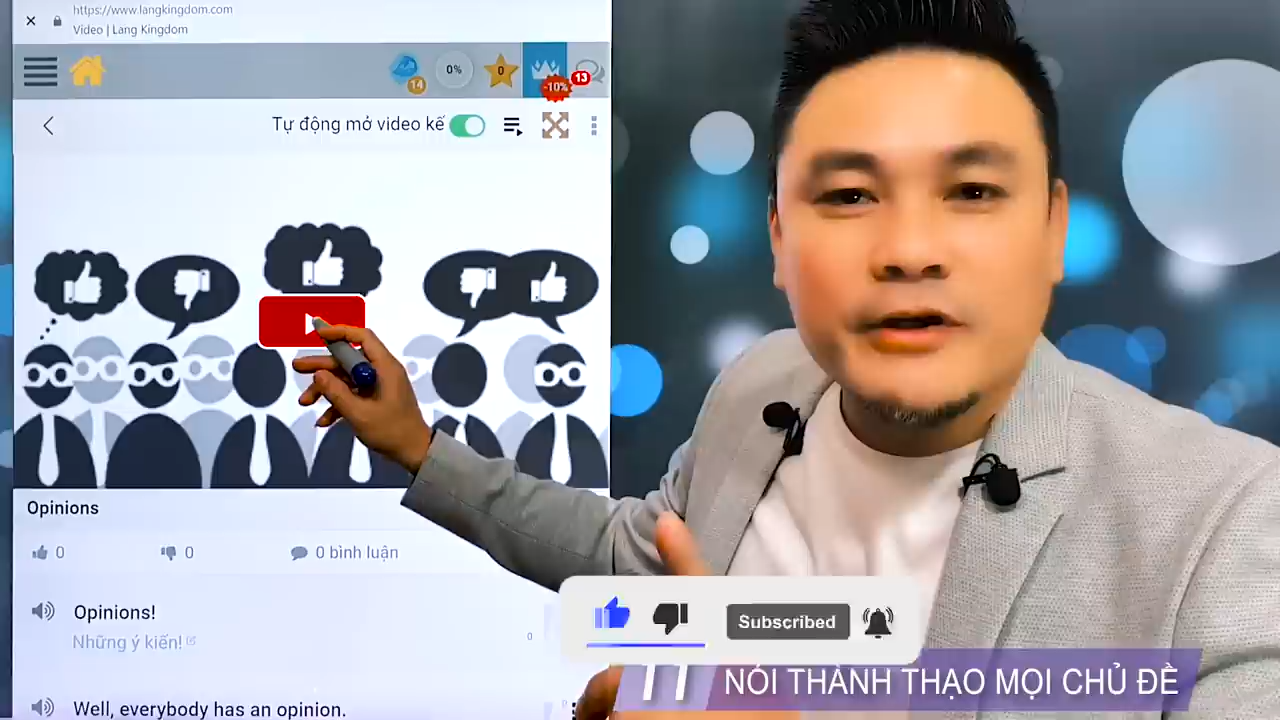 https://www.langkingdom.com
Video | Lang Kingdom
14
0%
0
-10%
13
Tự động mở video kế
Opinions
0
0
0 bình luận
Opinions!
Những ý kiến!
0
Well, everybody has an opinion.
Subscribed
NÓI THÀNH THẠO MỌI CHỦ ĐỀ